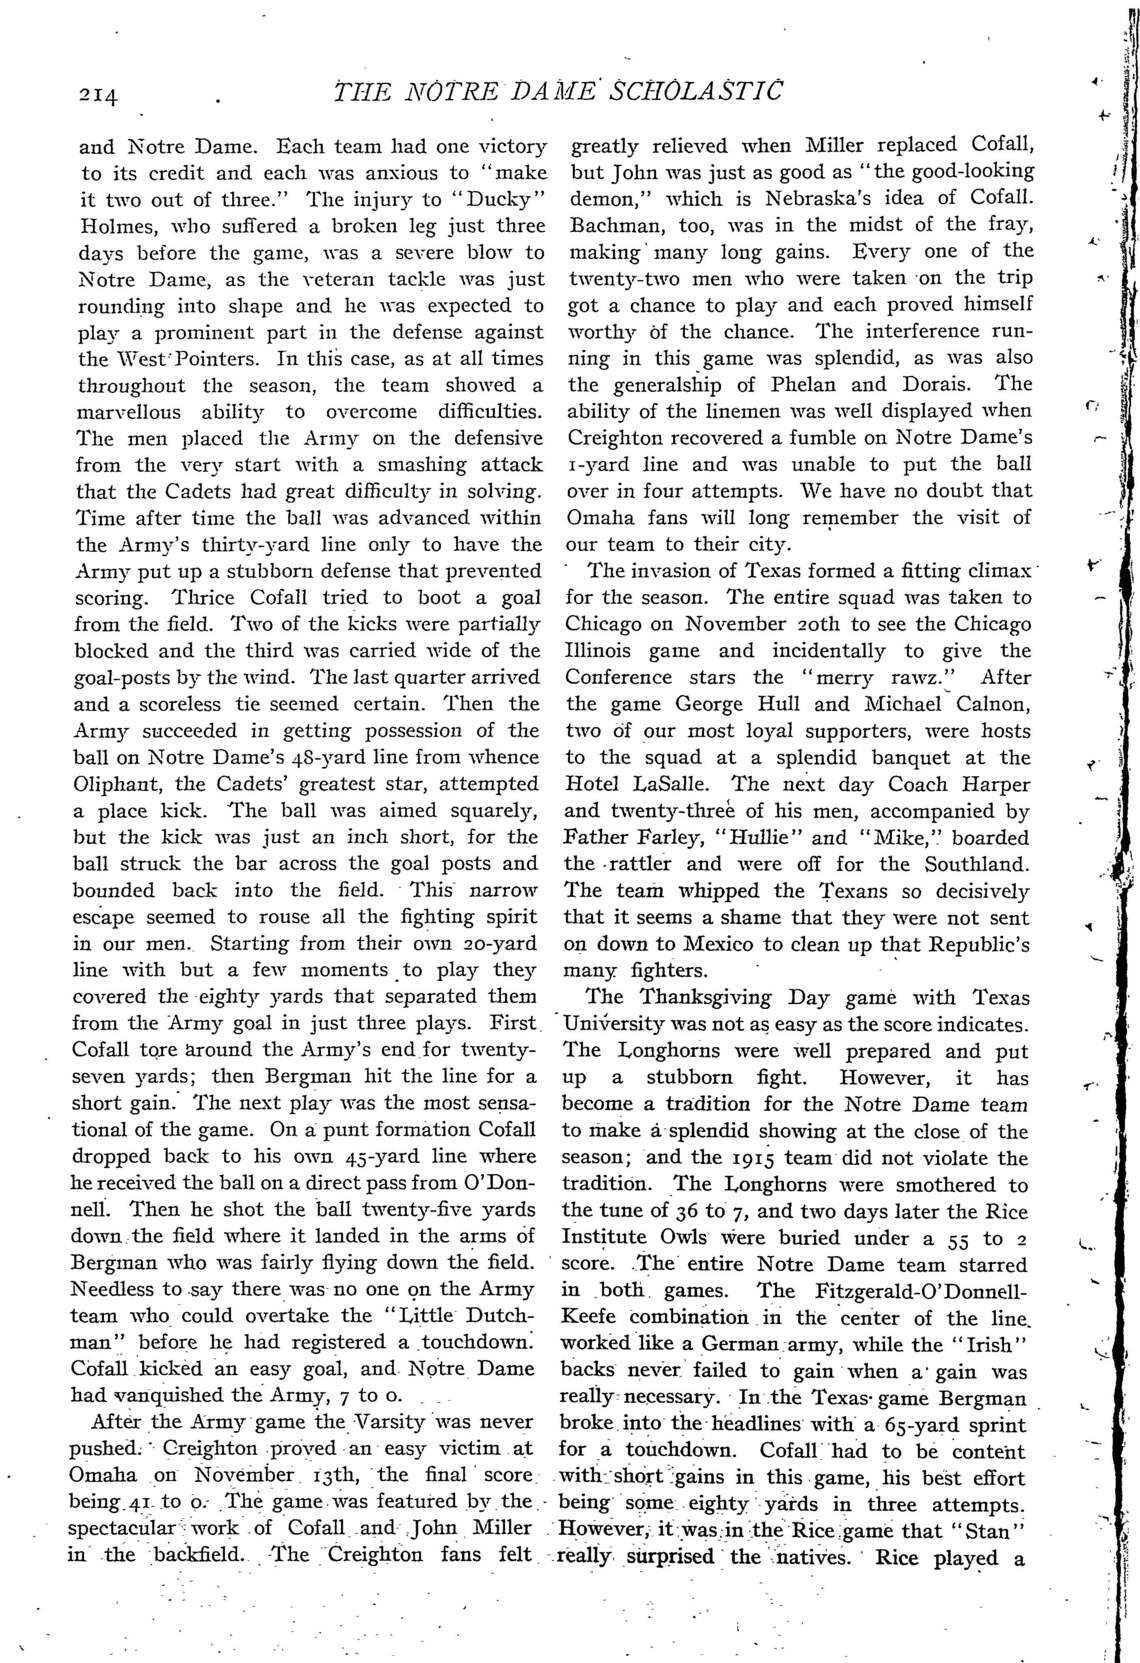 214
THE NOTRE DAME SCHOLASTIC
and Notre Dame. Each team had one victory
to its credit and each was anxious to "make
it two out of three." The injury to "Ducky"
Holmes, who suffered a broken leg just three
days before the game, was a severe blow to
Notre Dame, as the veteran tackle was just
rounding into shape and he was expected to
play a prominent part in the defense against
the West Pointers. In this case, as at all times
throughout the season, the team showed a
marvellous ability to overcome difficulties.
The men placed the Army on the defensive
from the very start with a smashing attack
that the Cadets had great difficulty in solving.
Time after time the ball was advanced within
the Army's thirty-yard line only to have the
Army put up a stubborn defense that prevented
scoring. Thrice Cofall tried to boot a goal
from the field. Two of the kicks were partially
blocked and the third was carried wide of the
goal-posts by the wind. The last quarter arrived
and a scoreless tie seemed certain. Then the
Army succeeded in getting possession of the
ball on Notre Dame's 48-yard line from whence
Oliphant, the Cadets' greatest star, attempted
a place kick. The ball was aimed squarely,
but the kick was just an inch short, for the
ball struck the bar across the goal posts and
bounded back into the field. This narrow
escape seemed to rouse all the fighting spirit
in our men. Starting from their own 20-yard
line with but a few moments to play they
covered the eighty yards that separated them
from the Army goal in just three plays. First
Cofall tore around the Army's end for twenty-
seven yards; then Bergman hit the line for a
short gain. The next play was the most sensa-
tional of the game. On a punt formation Cofall
dropped back to his own 45-yard line where
he received the ball on a direct pass from O'Don-
nell. Then he shot the ball twenty-five yards
down the field where it landed in the arms of
Bergman who was fairly flying down the field.
Needless to say there was no one on the Army
team who could overtake the "Little Dutch-
man" before he had registered a touchdown.
Cofall kicked an easy goal, and Notre Dame
had vanquished the Army, 7 to 0.
After the Army game the Varsity was never
pushed. Creighton proved an easy victim at
Omaha on November 13th, the final score
being 41 to 0. The game was featured by the
spectacular work of Cofall and John Miller
in the backfield. The Creighton fans felt
greatly relieved when Miller replaced Cofall,
but John was just as good as "the good-looking
demon," which is Nebraska's idea of Cofall.
Bachman, too, was in the midst of the fray,
making many long gains. Every one of the
twenty-two men who were taken on the trip
got a chance to play and each proved himself
worthy of the chance. The interference run-
ning in this game was splendid, as was also
the generalship of Phelan and Dorais. The
ability of the linemen was well displayed when
Creighton recovered a fumble on Notre Dame's
1-yard line and was unable to put the ball
over in four attempts. We have no doubt that
Omaha fans will long remember the visit of
our team to their city.
The invasion of Texas formed a fitting climax
for the season. The entire squad was taken to
Chicago on November 20th to see the Chicago
Illinois game and incidentally to give the
Conference stars the "merry rawz." After
the game George Hull and Michael Calnon,
two of our most loyal supporters, were hosts
to the squad at a splendid banquet at the
Hotel LaSalle. The next day Coach Harper
and twenty-three of his men, accompanied by
Father Farley, "Hullie" and "Mike," boarded
the rattler and were off for the Southland.
The team whipped the Texans so decisively
that it seems a shame that they were not sent
on down to Mexico to clean up that Republic's
many fighters.
The Thanksgiving Day game with Texas
University was not as easy as the score indicates.
The Longhorns were well prepared and put
up a stubborn fight. However, it has
become a tradition for the Notre Dame team
to make a splendid showing at the close of the
season; and the 1915 team did not violate the
tradition. The Longhorns were smothered to
the tune of 36 to 7, and two days later the Rice
Institute Owls were buried under a 55 to 2
score. The entire Notre Dame team starred
in both games. The Fitzgerald-O'Donnell-
Keefe combination in the center of the line
worked like a German army, while the "Irish"
backs never failed to gain when a gain was
really necessary. In the Texas game Bergman
broke into the headlines with a 65-yard sprint
for a touchdown. Cofall had to be content
with short gains in this game, his best effort
being some eighty yards in three attempts.
However, it was in the Rice game that "Stan"
really surprised the natives. Rice played a